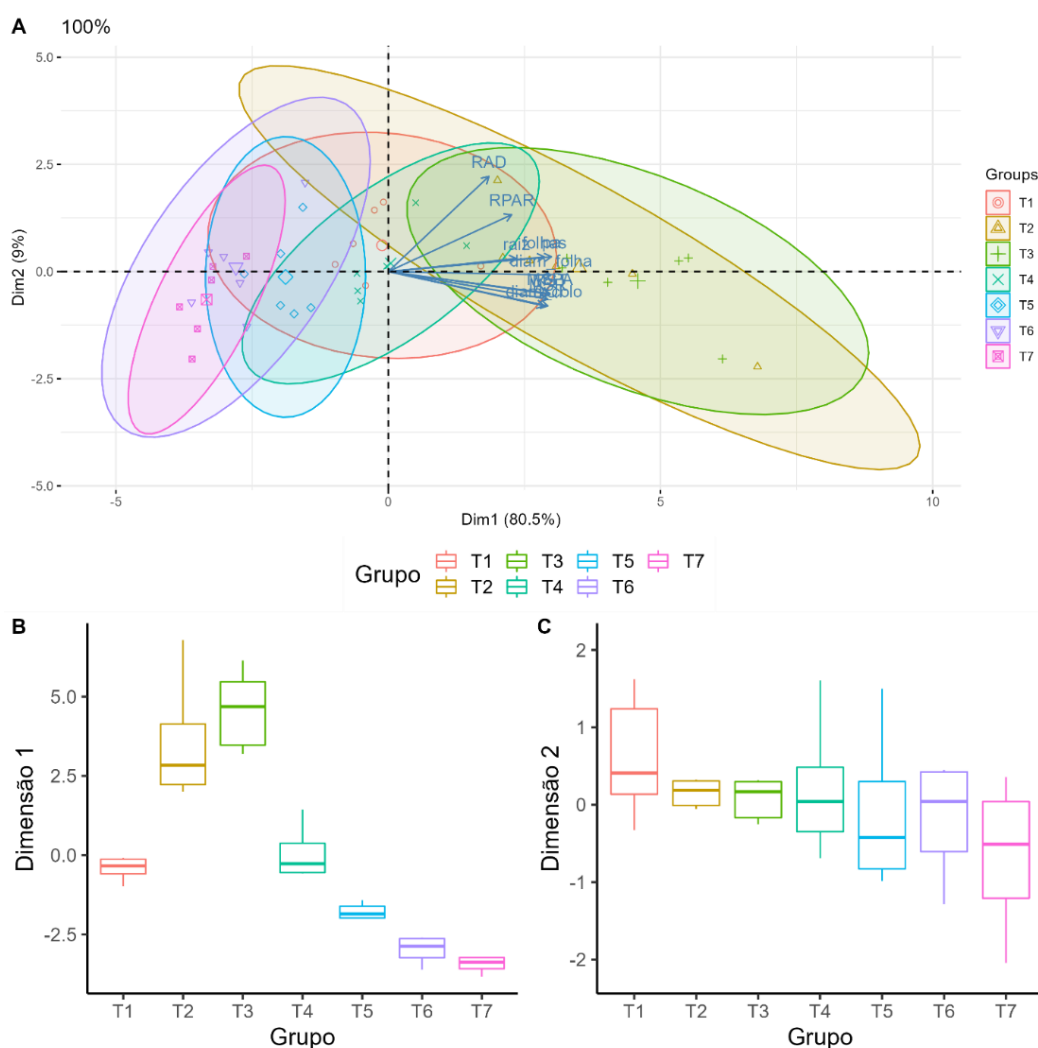 A
100%
5.0
2.5
0.0
-2.5
-5.0
Dim2 (9%)
RAD
RPAR
raiz
folhas
diam_folha
-5
0
5
10
Dim1 (80.5%)
Groups
T1
T2
T3
T4
T5
T6
T7
Grupo
T1
T3
T5
T7
T2
T4
T6
B
Dimensão 1
5.0
2.5
0.0
-2.5
T1 T2 T3 T4 T5 T6 T7
Grupo
C
Dimensão 2
2
1
0
-1
-2
T1 T2 T3 T4 T5 T6 T7
Grupo